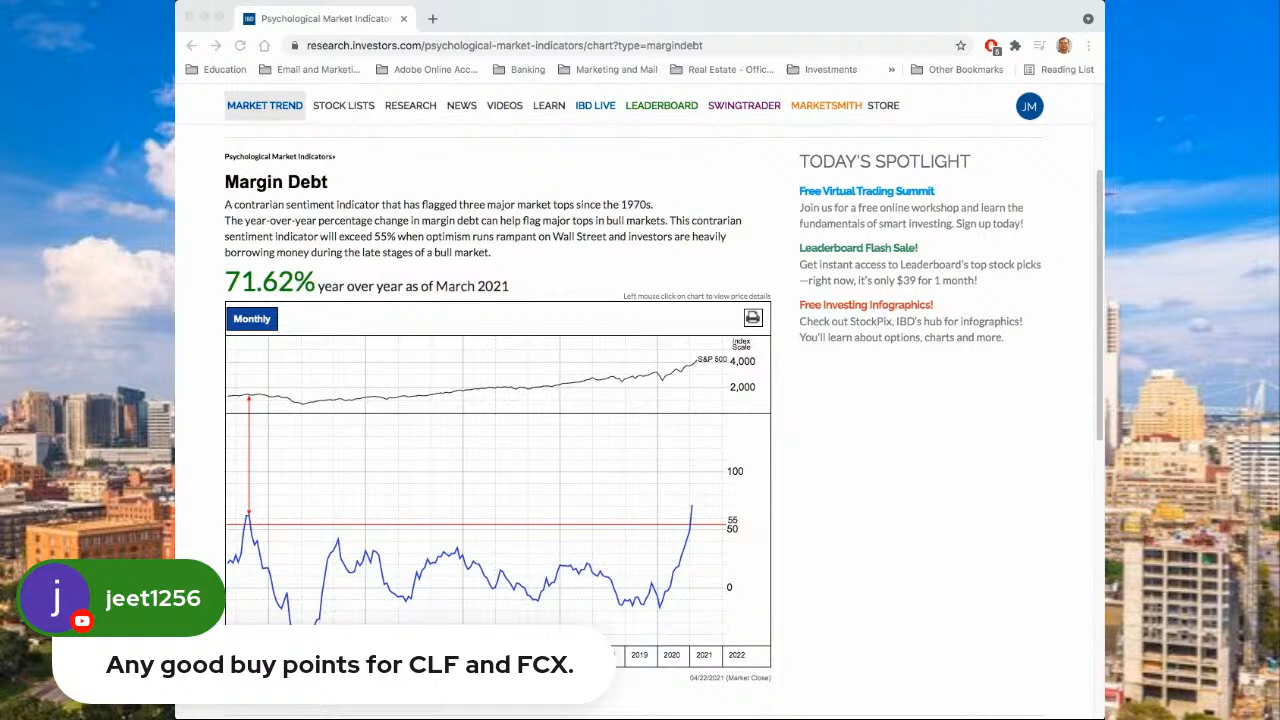 Psychological Market Indicator
research.investors.com/psychological-market-indicators/chart?type=margindebt
5
Education
Email and Marketi...
Adobe Online Acc...
Banking
Marketing and Mail
Real Estate - Offic...
Investments
»
Other Bookmarks
Reading List
MARKET TREND STOCK LISTS RESEARCH NEWS VIDEOS LEARN IBD LIVE LEADERBOARD SWINGTRADER MARKETSMITH STORE
JM
Psychological Market Indicators»
Margin Debt
A contrarian sentiment indicator that has flagged three major market tops since the 1970s.
The year-over-year percentage change in margin debt can help flag major tops in bull markets. This contrarian
sentiment indicator will exceed 55% when optimism runs rampant on Wall Street and investors are heavily
borrowing money during the late stages of a bull market.
71.62% year over year as of March 2021
Left mouse click on chart to view price details
Monthly
Index
Scale
S&P 500
4,000
2,000
100
55
50
0
2019 2020 2021 2022
04/22/2021 (Market Close)
TODAY'S SPOTLIGHT
Free Virtual Trading Summit
Join us for a free online workshop and learn the
fundamentals of smart investing. Sign up today!
Leaderboard Flash Sale!
Get instant access to Leaderboard's top stock picks
—right now, it's only $39 for 1 month!
Free Investing Infographics!
Check out StockPix, IBD's hub for infographics!
You'll learn about options, charts and more.
j
jeet1256
Any good buy points for CLF and FCX.